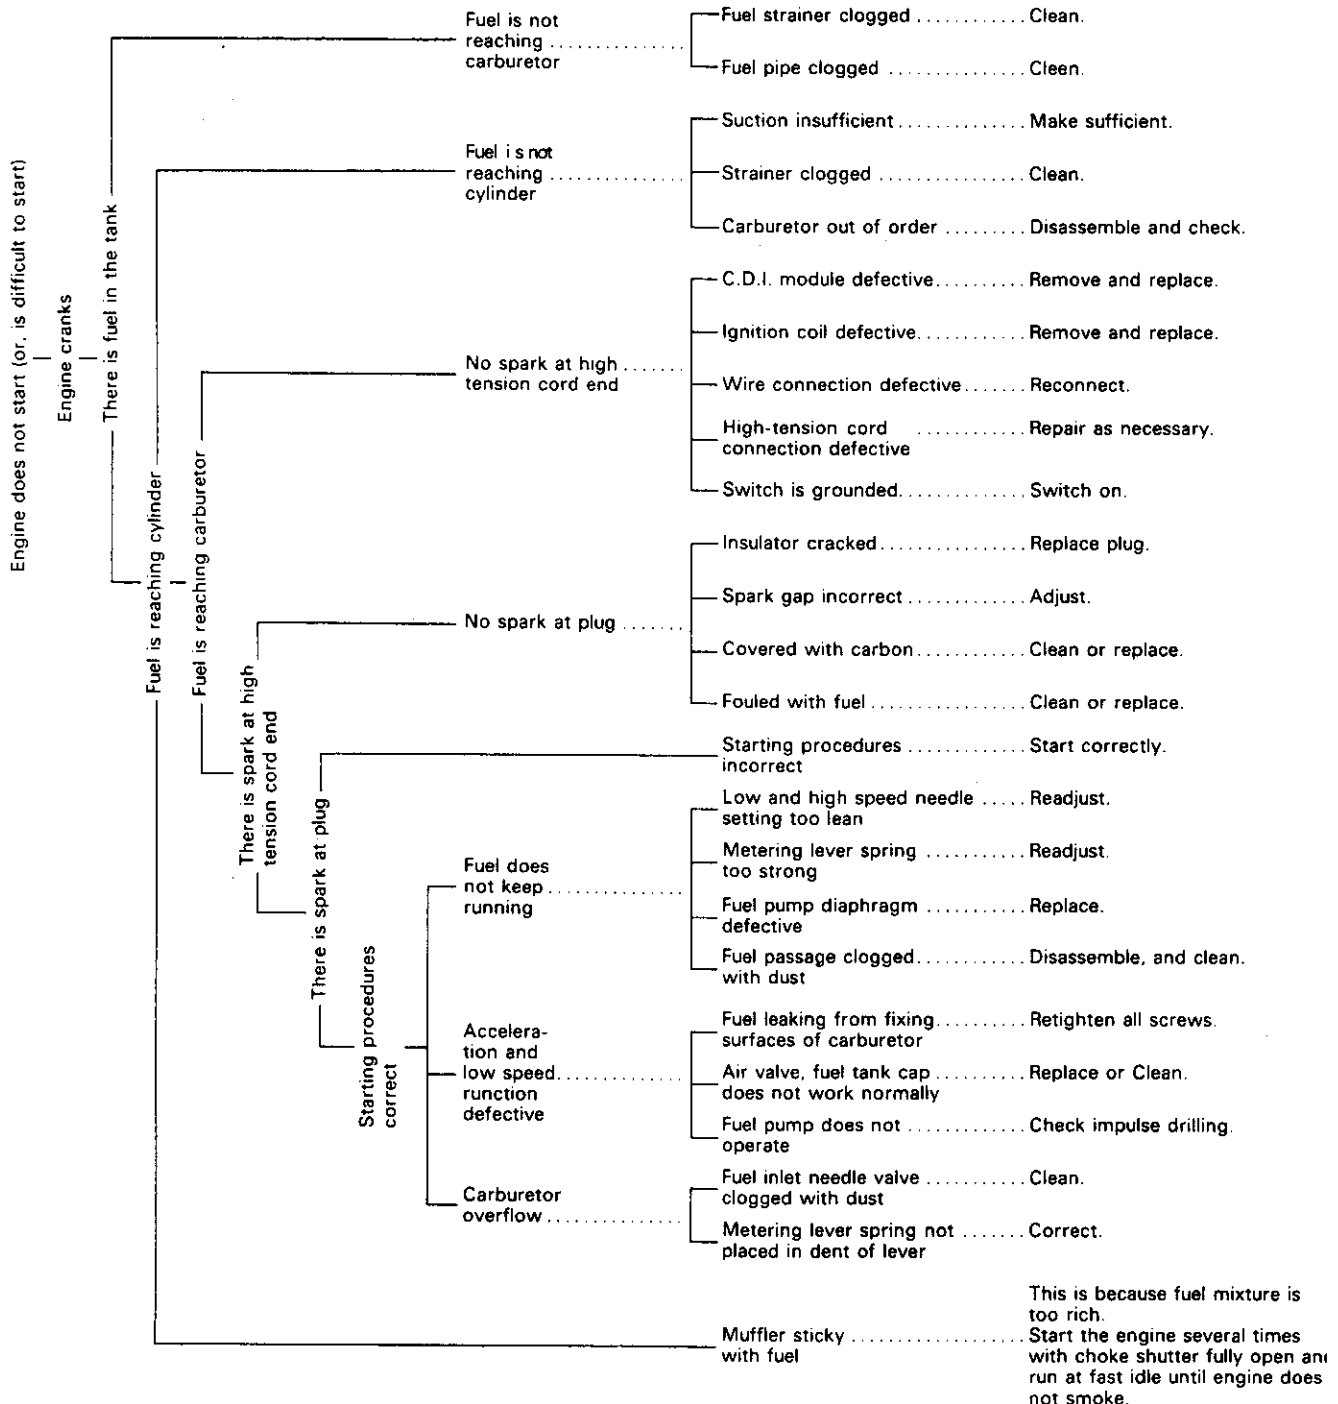 Engine does not start (or, is difficult to start)
Engine cranks
There is fuel in the tank
Fuel is reaching cylinder
Fuel is reaching carburetor
There is spark at high
tension cord end
There is spark at plug
Starting procedures
correct
Fuel is not
reaching ..............
carburetor
Fuel strainer clogged ............ Clean.
Fuel pipe clogged ............... Cleen.
Fuel is not
reaching ..............
cylinder
Suction insufficient .............. Make sufficient.
Strainer clogged ................ Clean.
Carburetor out of order ......... Disassemble and check.
No spark at high .....
tension cord end
C.D.I. module defective.......... Remove and replace.
Ignition coil defective............ Remove and replace.
Wire connection defective....... Reconnect.
High-tension cord ............ Repair as necessary.
connection defective
Switch is grounded.............. Switch on.
No spark at plug ......
Insulator cracked ................ Replace plug.
Spark gap incorrect .............. Adjust.
Covered with carbon ............ Clean or replace.
Fouled with fuel ................. Clean or replace.
Starting procedures ............. Start correctly.
incorrect
Fuel does
not keep ..............
running
Low and high speed needle ..... Readjust.
setting too lean
Metering lever spring ........... Readjust.
too strong
Fuel pump diaphragm ........... Replace.
defective
Fuel passage clogged............ Disassemble, and clean.
with dust
Accelera-
tion and
low speed..............
runction
defective
Fuel leaking from fixing.......... Retighten all screws.
surfaces of carburetor
Air valve, fuel tank cap .......... Replace or Clean.
does not work normally
Fuel pump does not ............ Check impulse drilling.
operate
Carburetor
overflow ...............
Fuel inlet needle valve ........... Clean.
clogged with dust
Metering lever spring not ....... Correct.
placed in dent of lever
This is because fuel mixture is
too rich.
Muffler sticky .................... Start the engine several times
with fuel with choke shutter fully open an
run at fast idle until engine does
not smoke.